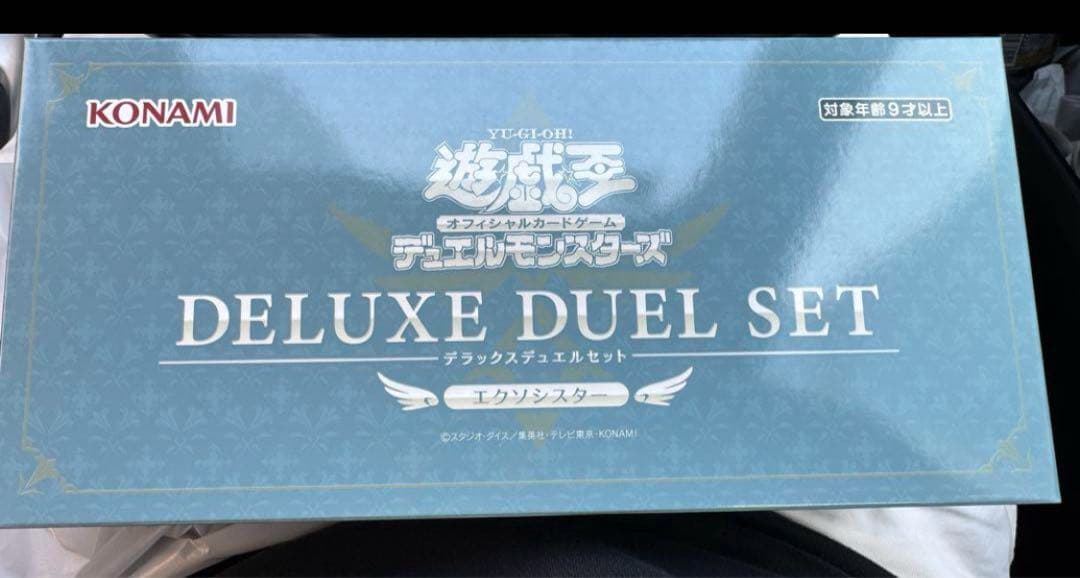 KONAMI
対象年齢9才以上
YU-GI-OH!
遊戯王
オフィシャルカードゲーム
デュエルモンスターズ
DELUXE DUEL SET
デラックスデュエルセット
エクソシスター
©スタジオ・ダイス/集英社・テレビ東京・KONAMI